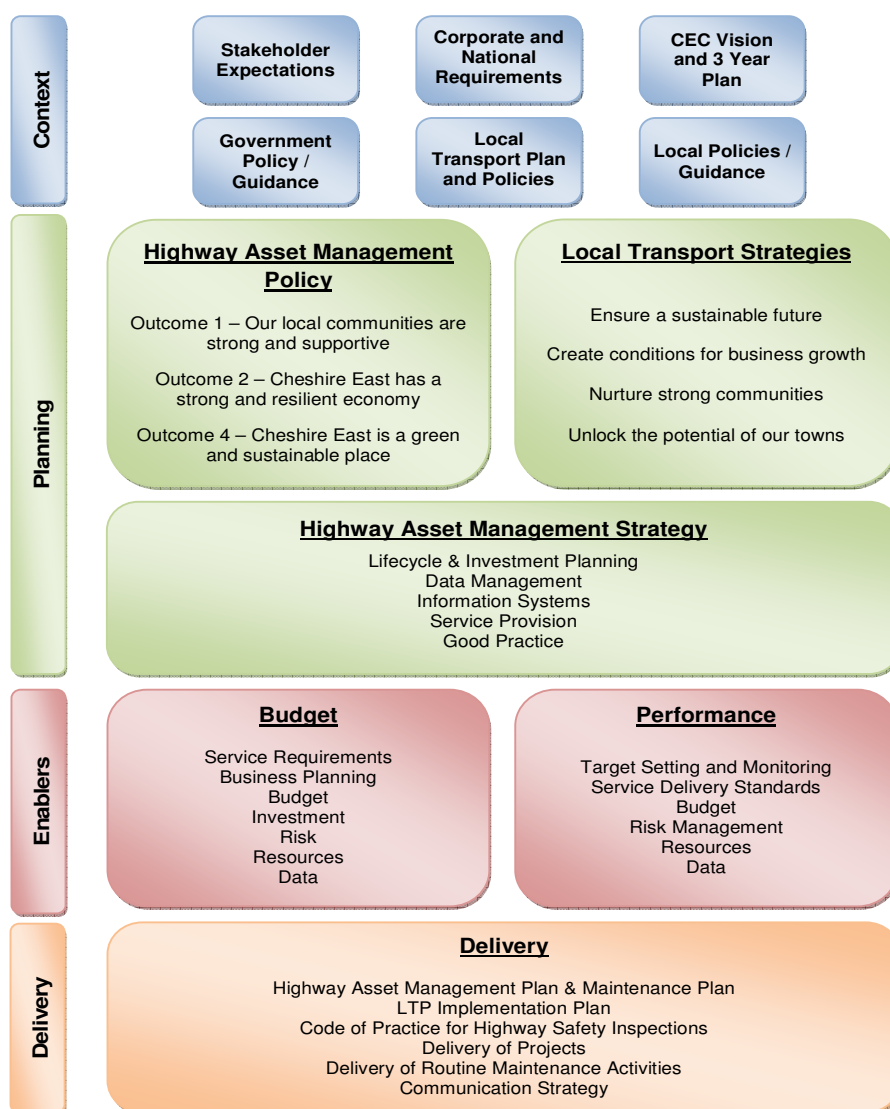 Context
Stakeholder
Expectations
Corporate and
National
Requirements
CEC Vision
and 3 Year
Plan
Government
Policy /
Guidance
Local
Transport Plan
and Policies
Local Policies /
Guidance
Planning
Highway Asset Management
Policy
Outcome 1 – Our local communities are
strong and supportive
Outcome 2 – Cheshire East has a
strong and resilient economy
Outcome 4 – Cheshire East is a green
and sustainable place
Local Transport Strategies
Ensure a sustainable future
Create conditions for business growth
Nurture strong communities
Unlock the potential of our towns
Highway Asset Management Strategy
Lifecycle & Investment Planning
Data Management
Information Systems
Service Provision
Good Practice
Enablers
Budget
Service Requirements
Business Planning
Budget
Investment
Risk
Resources
Data
Performance
Target Setting and Monitoring
Service Delivery Standards
Budget
Risk Management
Resources
Data
Delivery
Delivery
Highway Asset Management Plan & Maintenance Plan
LTP Implementation Plan
Code of Practice for Highway Safety Inspections
Delivery of Projects
Delivery of Routine Maintenance Activities
Communication Strategy